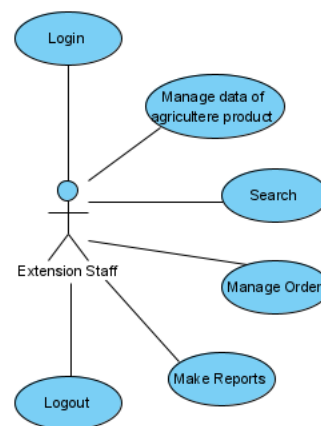 Login
Manage data of
agricultere product
Search
Extension Staff
Manage Order
Make Reports
Logout